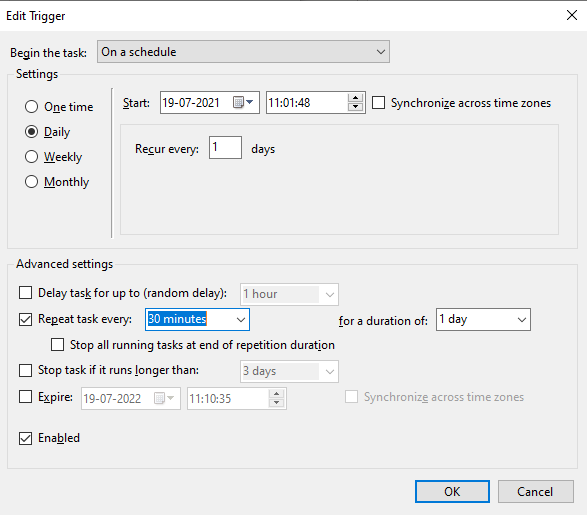 Edit Trigger
Begin the task: On a schedule
Settings
One time
Daily
Weekly
Monthly
Start: 19-07-2021 11:01:48 Synchronize across time zones
Recur every: 1 days
Advanced settings
Delay task for up to (random delay): 1 hour
Repeat task every: 30 minutes for a duration of: 1 day
Stop all running tasks at end of repetition duration
Stop task if it runs longer than: 3 days
Expire: 19-07-2022 11:10:35 Synchronize across time zones
Enabled
OK Cancel